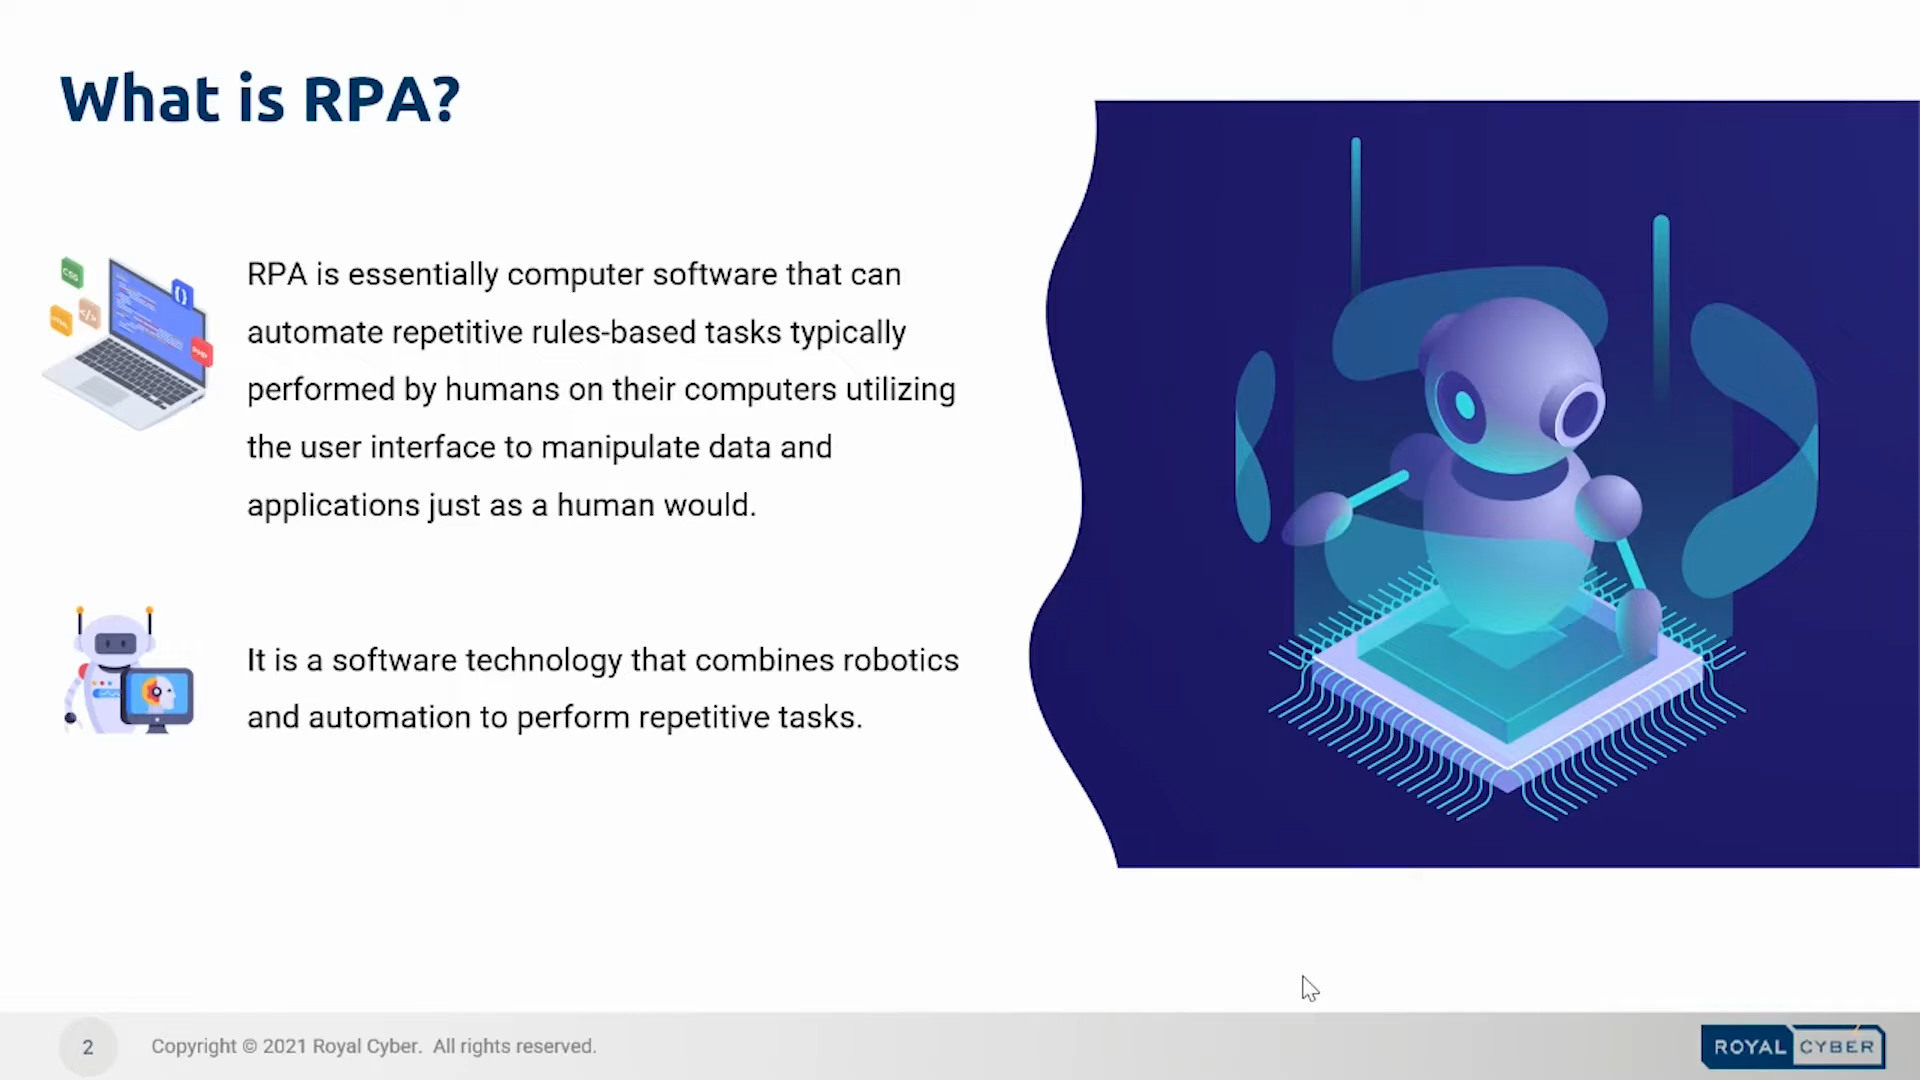 What is RPA?
RPA is essentially computer software that can
automate repetitive rules-based tasks typically
performed by humans on their computers utilizing
the user interface to manipulate data and
applications just as a human would.
It is a software technology that combines robotics
and automation to perform repetitive tasks.
2
Copyright © 2021 Royal Cyber. All rights reserved.
ROYAL CYBER